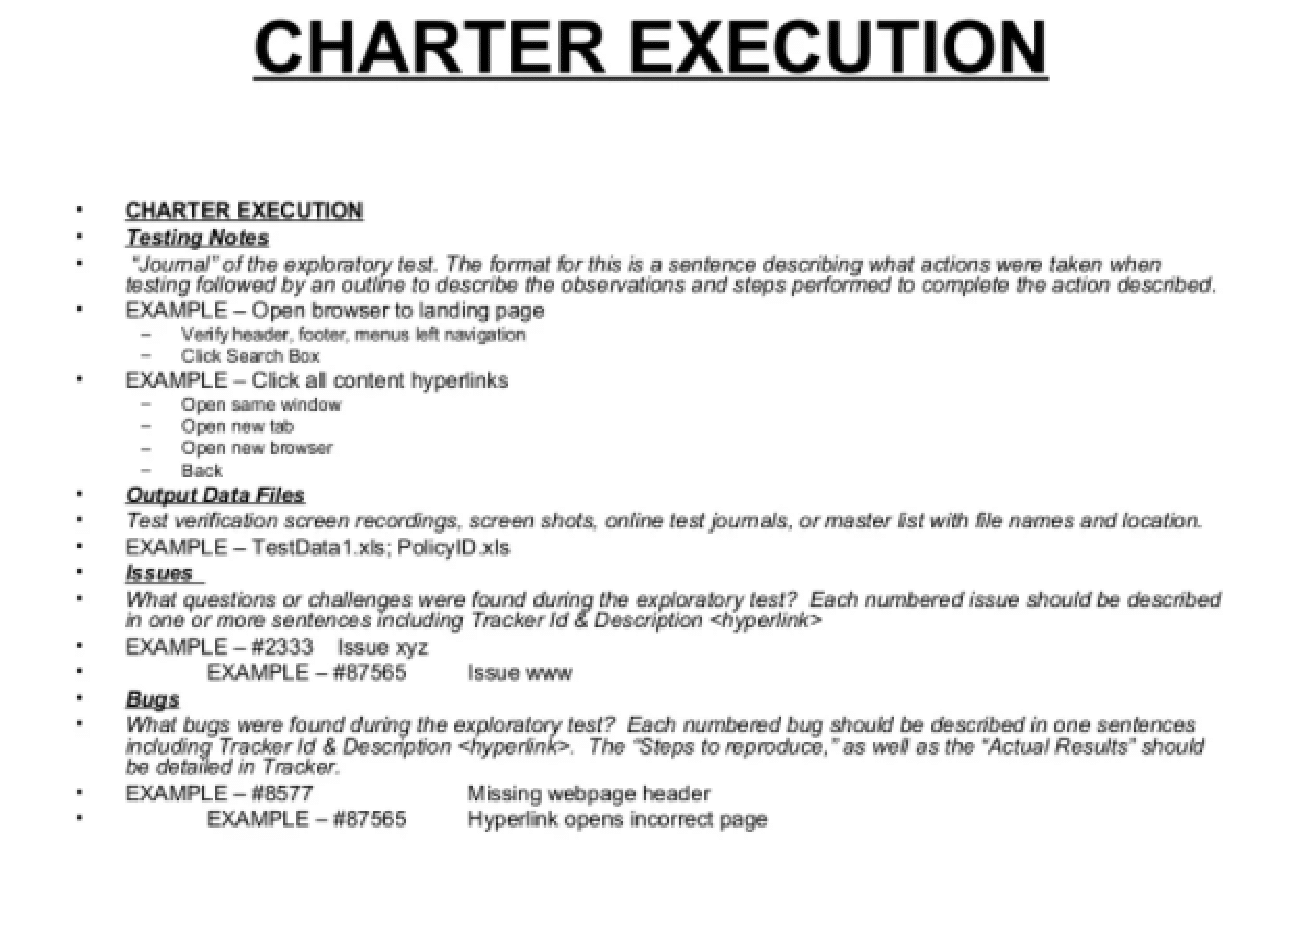 CHARTER EXECUTION
• CHARTER EXECUTION
• Testing Notes
• “Journal” of the exploratory test. The format for this is a sentence describing what actions were taken when
testing followed by an outline to describe the observations and steps performed to complete the action described.
• EXAMPLE – Open browser to landing page
– Verify header, footer, menus left navigation
– Click Search Box
• EXAMPLE – Click all content hyperlinks
– Open same window
– Open new tab
– Open new browser
– Back
• Output Data Files
• Test verification screen recordings, screen shots, online test journals, or master list with file names and location.
• EXAMPLE – TestData1.xls; PolicyID.xls
• Issues
• What questions or challenges were found during the exploratory test? Each numbered issue should be described
in one or more sentences including Tracker Id & Description <hyperlink>
• EXAMPLE – #2333 Issue xyz
• EXAMPLE – #87565 Issue www
• Bugs
• What bugs were found during the exploratory test? Each numbered bug should be described in one sentences
including Tracker Id & Description <hyperlink>. The “Steps to reproduce,” as well as the “Actual Results” should
be detailed in Tracker.
• EXAMPLE – #8577 Missing webpage header
• EXAMPLE – #87565 Hyperlink opens incorrect page